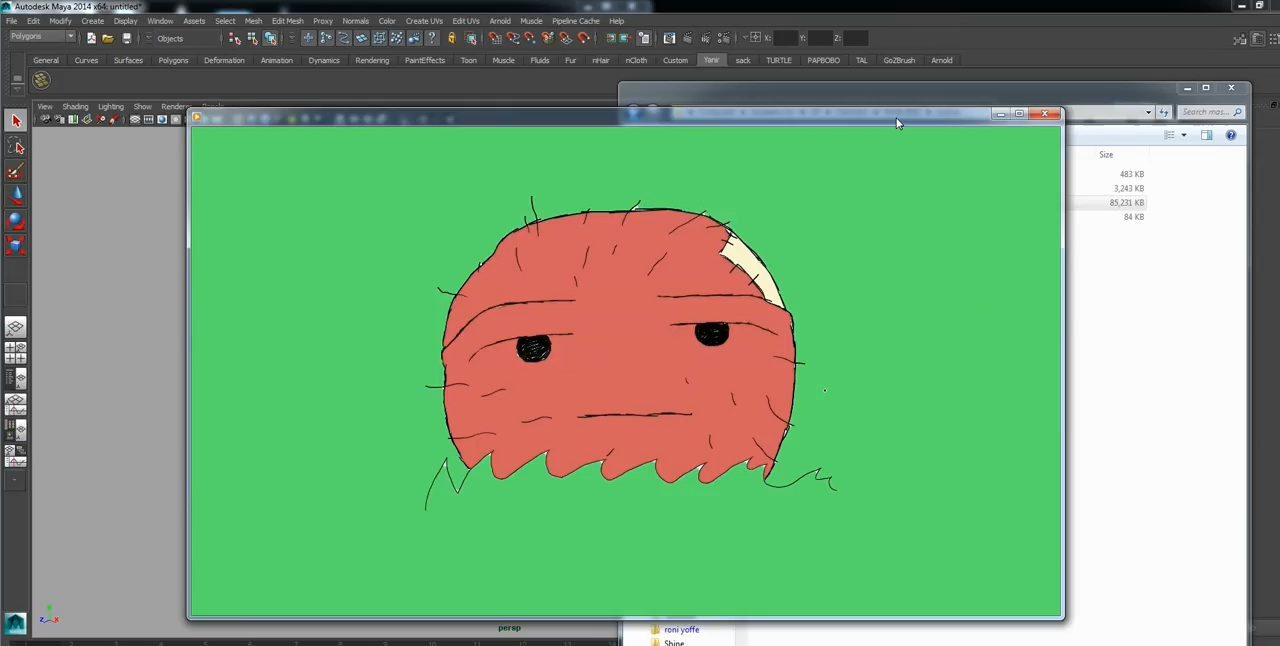 Autodesk Maya 2014 x64: untitled*
File Edit Modify Create Display Window Assets Select Mesh Edit Mesh Proxy Normals Color Create UVs Edit UVs Arnold Muscle Pipeline Cache Help
Polygons Objects X: Y: Z:
General Curves Surfaces Polygons Deformation Animation Dynamics Rendering PaintEffects Toon Muscle Fluids Fur nHair nCloth Custom Yanir sack TURTLE PAPBOBO TAL GoZBrush Arnold
View Shading Lighting Show
Search mas...
Size
483 KB
3,243 KB
85,231 KB
84 KB
persp
roni yoffe
Shine